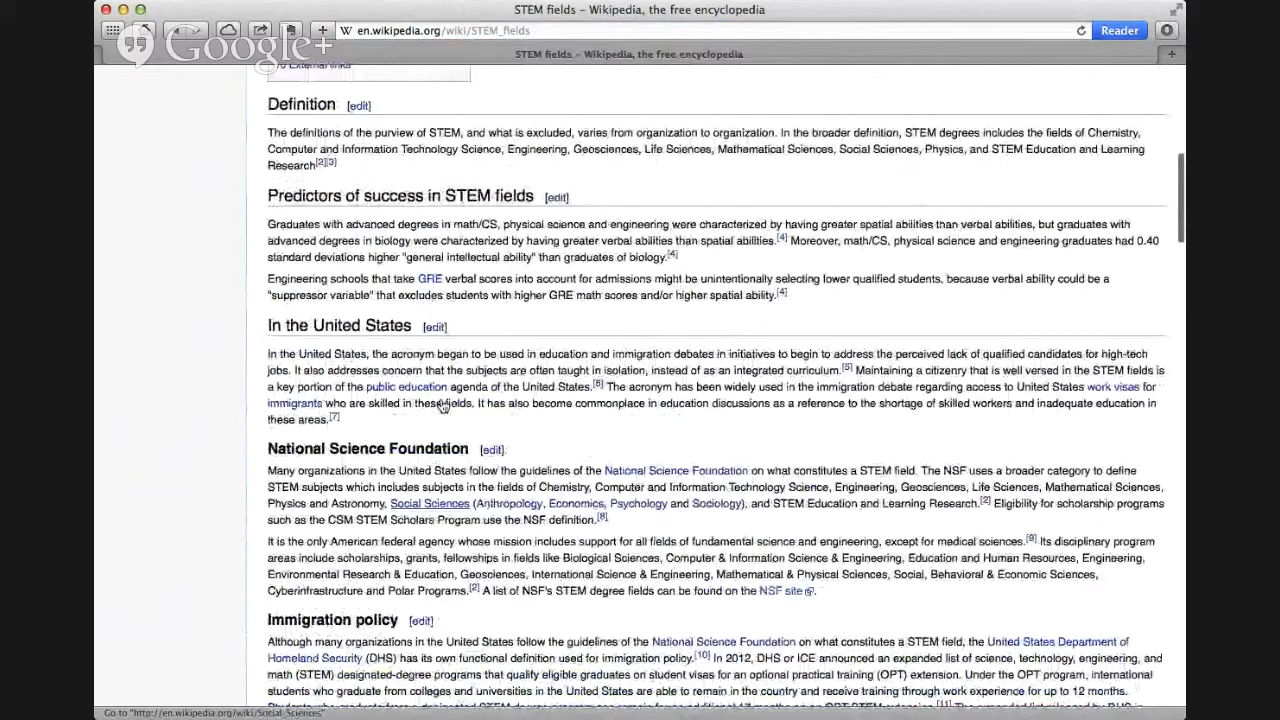 STEM fields – Wikipedia, the free encyclopedia
W en.wikipedia.org/wiki/STEM_fields
Reader
Google+
STEM fields – Wikipedia, the free encyclopedia
External links
Definition [edit]
The definitions of the purview of STEM, and what is excluded, varies from organization to organization. In the broader definition, STEM degrees includes the fields of Chemistry,
Computer and Information Technology Science, Engineering, Geosciences, Life Sciences, Mathematical Sciences, Social Sciences, Physics, and STEM Education and Learning
Research[2][3]
Predictors of success in STEM fields [edit]
Graduates with advanced degrees in math/CS, physical science and engineering were characterized by having greater spatial abilities than verbal abilities, but graduates with
advanced degrees in biology were characterized by having greater verbal abilities than spatial abilities.[4] Moreover, math/CS, physical science and engineering graduates had 0.40
standard deviations higher "general intellectual ability" than graduates of biology.[4]
Engineering schools that take GRE verbal scores into account for admissions might be unintentionally selecting lower qualified students, because verbal ability could be a
"suppressor variable" that excludes students with higher GRE math scores and/or higher spatial ability.[4]
In the United States [edit]
In the United States, the acronym began to be used in education and immigration debates in initiatives to begin to address the perceived lack of qualified candidates for high-tech
jobs. It also addresses concern that the subjects are often taught in isolation, instead of as an integrated curriculum.[5] Maintaining a citizenry that is well versed in the STEM fields is
a key portion of the public education agenda of the United States.[6] The acronym has been widely used in the immigration debate regarding access to United States work visas for
immigrants who are skilled in these fields. It has also become commonplace in education discussions as a reference to the shortage of skilled workers and inadequate education in
these areas.[7]
National Science Foundation [edit]
Many organizations in the United States follow the guidelines of the National Science Foundation on what constitutes a STEM field. The NSF uses a broader category to define
STEM subjects which includes subjects in the fields of Chemistry, Computer and Information Technology Science, Engineering, Geosciences, Life Sciences, Mathematical Sciences,
Physics and Astronomy, Social Sciences (Anthropology, Economics, Psychology and Sociology), and STEM Education and Learning Research.[2] Eligibility for scholarship programs
such as the CSM STEM Scholars Program use the NSF definition.[8]
It is the only American federal agency whose mission includes support for all fields of fundamental science and engineering, except for medical sciences.[9] Its disciplinary program
areas include scholarships, grants, fellowships in fields like Biological Sciences, Computer & Information Science & Engineering, Education and Human Resources, Engineering,
Environmental Research & Education, Geosciences, International Science & Engineering, Mathematical & Physical Sciences, Social, Behavioral & Economic Sciences,
Cyberinfrastructure and Polar Programs.[2] A list of NSF's STEM degree fields can be found on the NSF site.
Immigration policy [edit]
Although many organizations in the United States follow the guidelines of the National Science Foundation on what constitutes a STEM field, the United States Department of
Homeland Security (DHS) has its own functional definition used for immigration policy.[10] In 2012, DHS or ICE announced an expanded list of science, technology, engineering, and
math (STEM) designated-degree programs that qualify eligible graduates on student visas for an optional practical training (OPT) extension. Under the OPT program, international
students who graduate from colleges and universities in the United States are able to remain in the country and receive training through work experience for up to 12 months.
Go to "http://en.wikipedia.org/wiki/Social_Sciences"